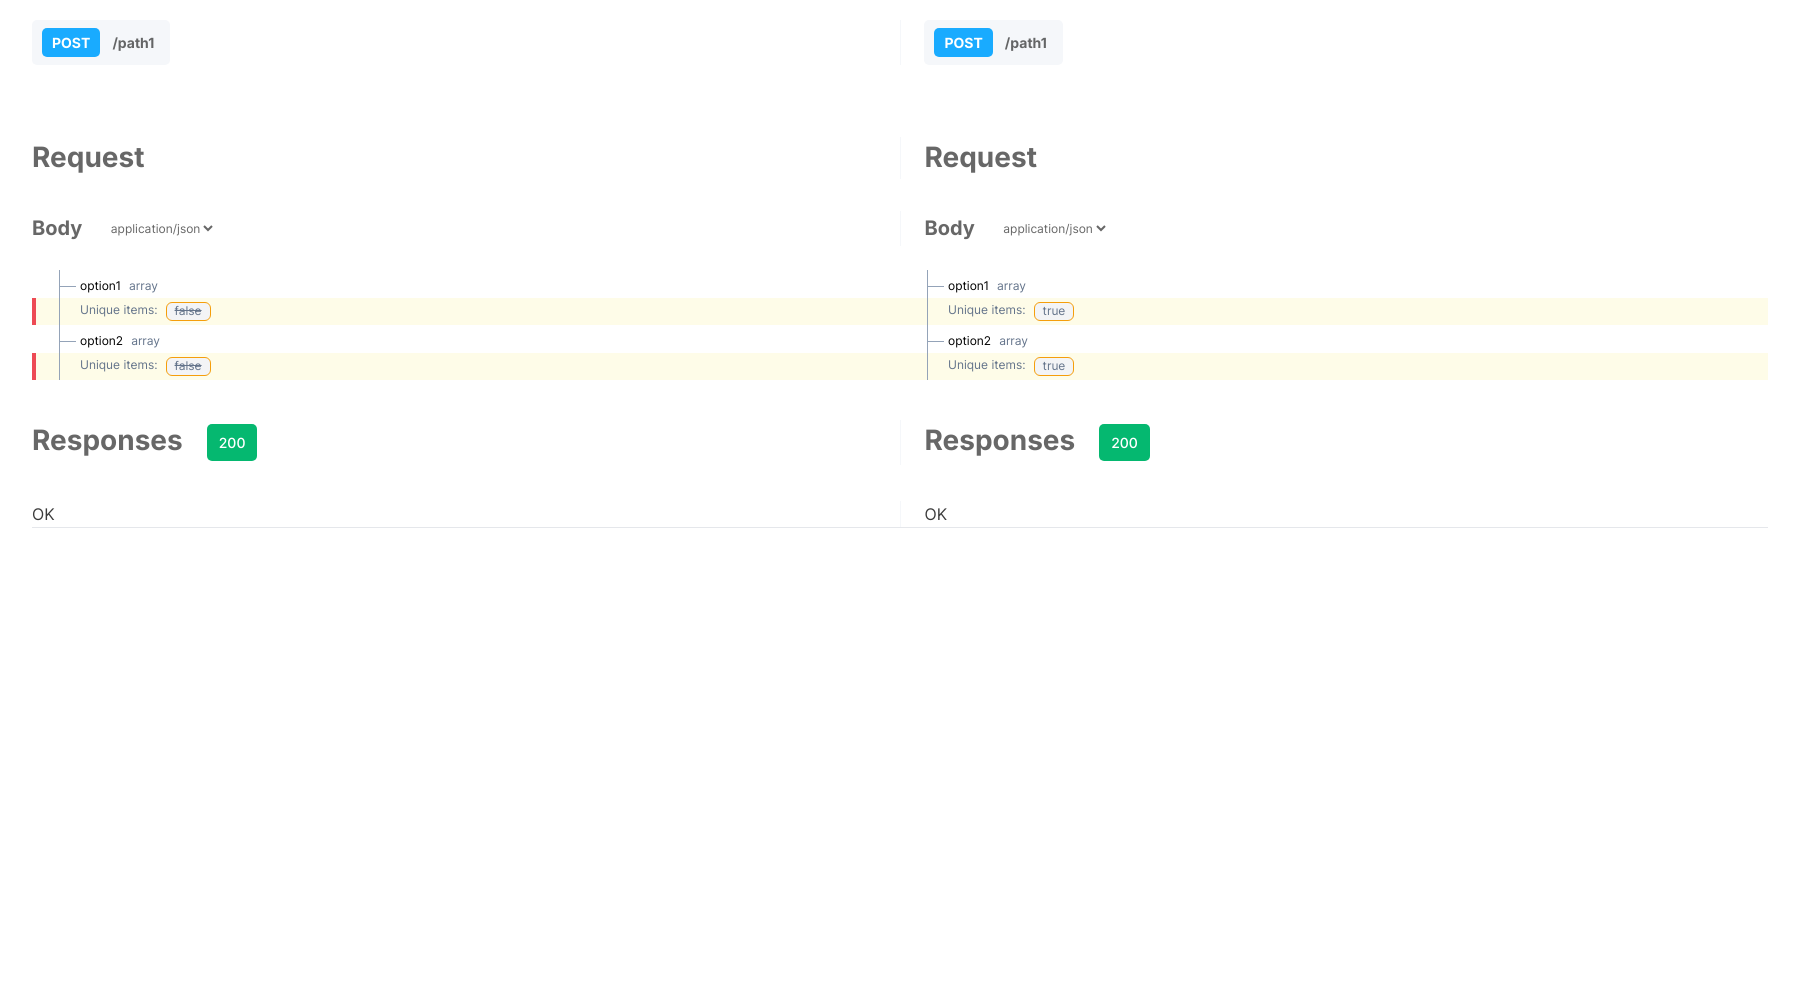 POST /path1
POST /path1
Request
Request
Body application/json
Body application/json
option1 array
option1 array
Unique items: false
Unique items: true
option2 array
option2 array
Unique items: false
Unique items: true
Responses 200
Responses 200
OK
OK